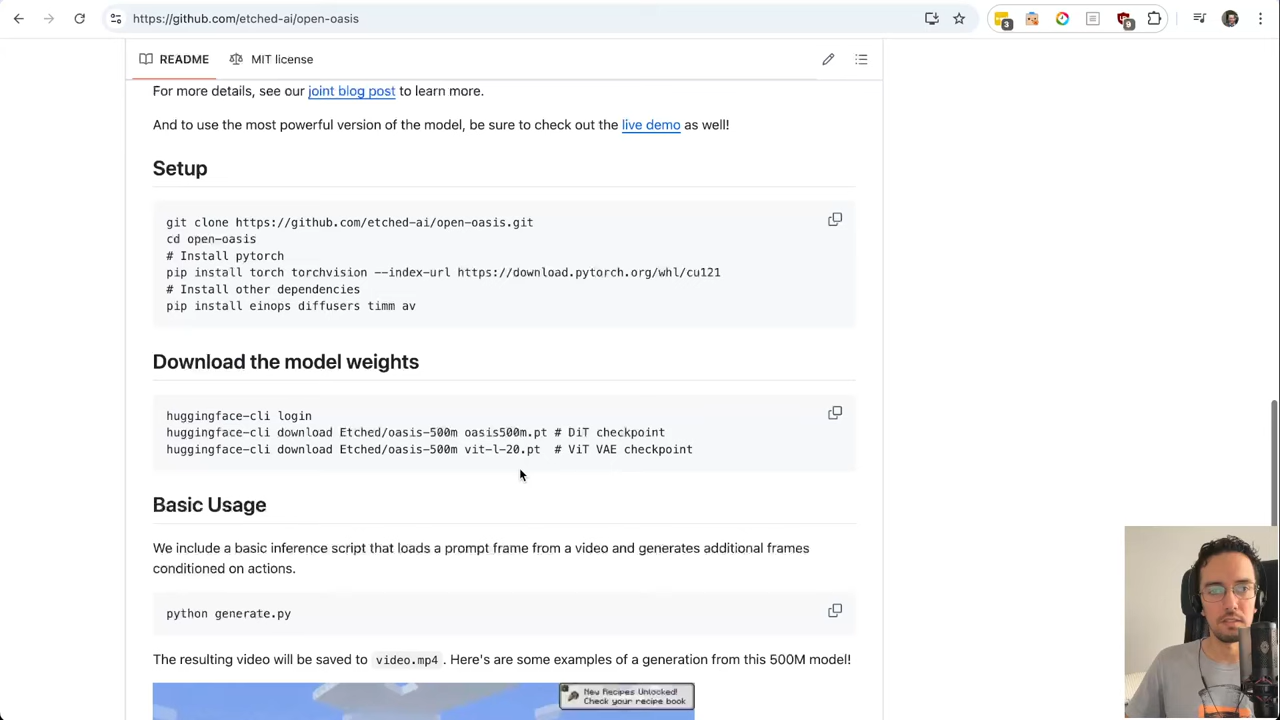 https://github.com/etched-ai/open-oasis
3
9
README
MIT license
For more details, see our joint blog post to learn more.
And to use the most powerful version of the model, be sure to check out the live demo as well!
Setup
git clone https://github.com/etched-ai/open-oasis.git
cd open-oasis
# Install pytorch
pip install torch torchvision --index-url https://download.pytorch.org/whl/cu121
# Install other dependencies
pip install einops diffusers timm av
Download the model weights
huggingface-cli login
huggingface-cli download Etched/oasis-500m oasis500m.pt # DiT checkpoint
huggingface-cli download Etched/oasis-500m vit-l-20.pt # ViT VAE checkpoint
Basic Usage
We include a basic inference script that loads a prompt frame from a video and generates additional frames
conditioned on actions.
python generate.py
The resulting video will be saved to video.mp4. Here's are some examples of a generation from this 500M model!
New Recipes Unlocked!
Check your recipe book